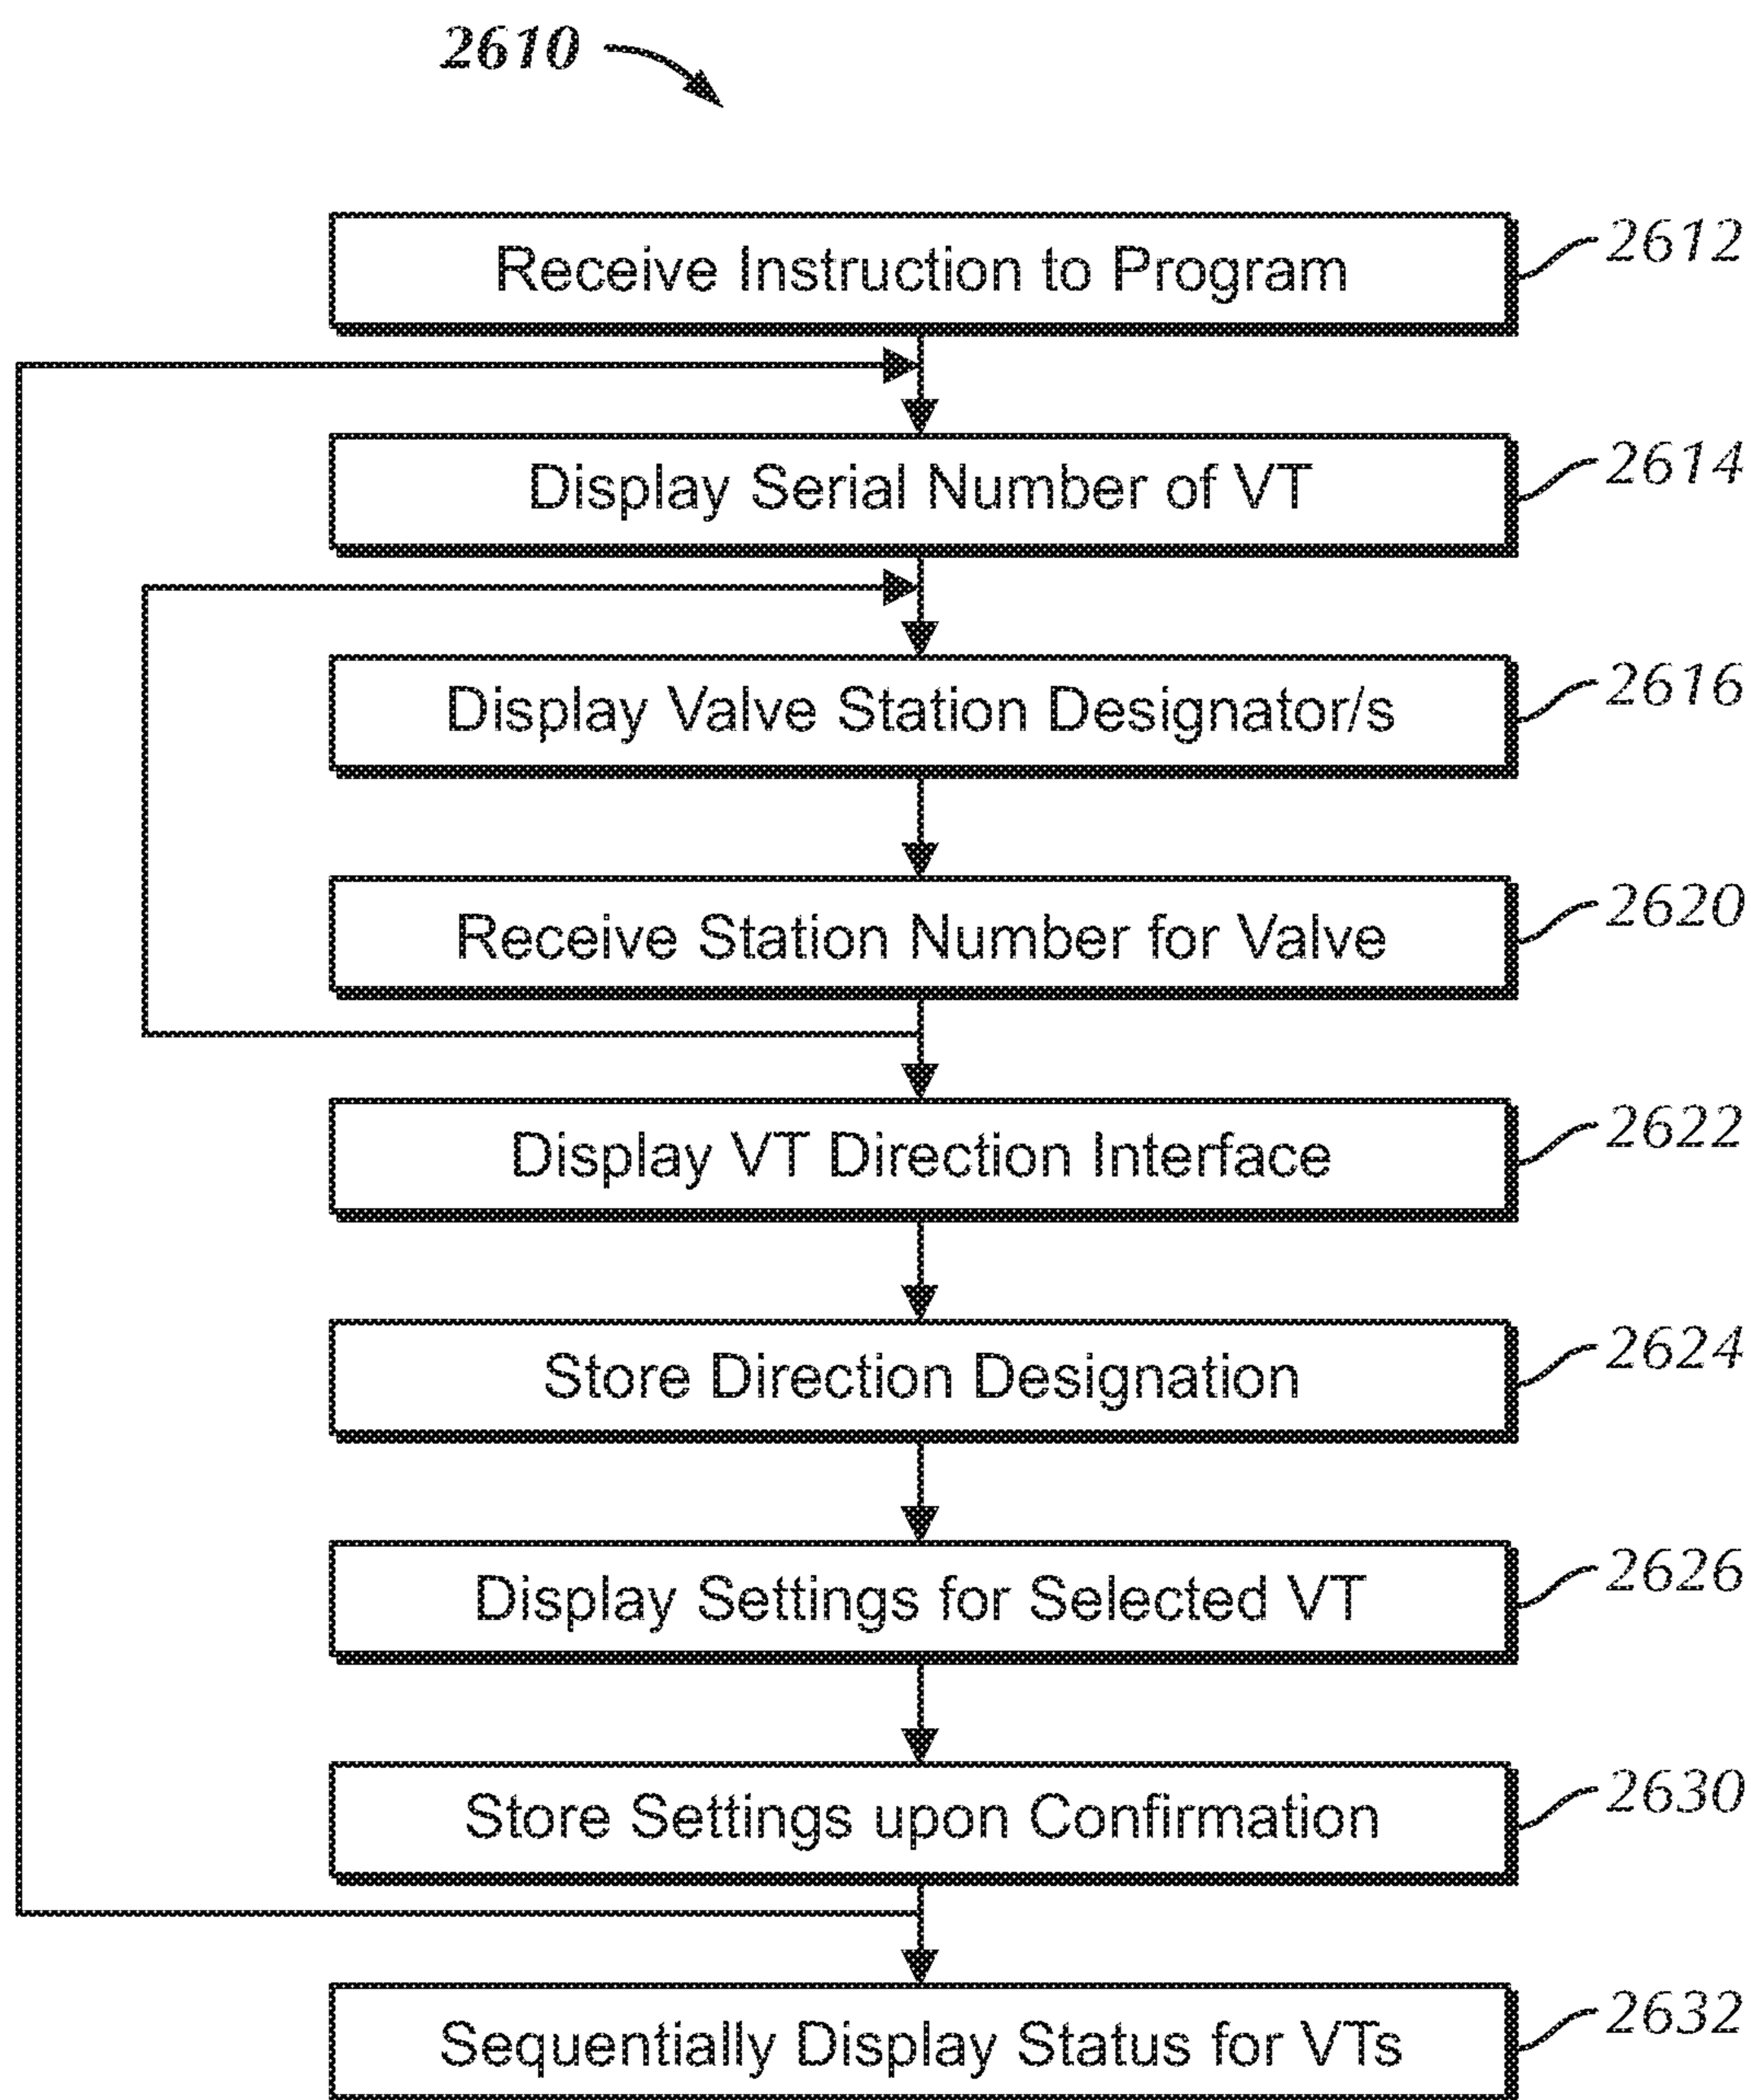 2610
Receive Instruction to Program 2612
Display Serial Number of VT 2614
Display Valve Station Designator/s 2616
Receive Station Number for Valve 2620
Display VT Direction Interface 2622
Store Direction Designation 2624
Display Settings for Selected VT 2626
Store Settings upon Confirmation 2630
Sequentially Display Status for VTs 2632